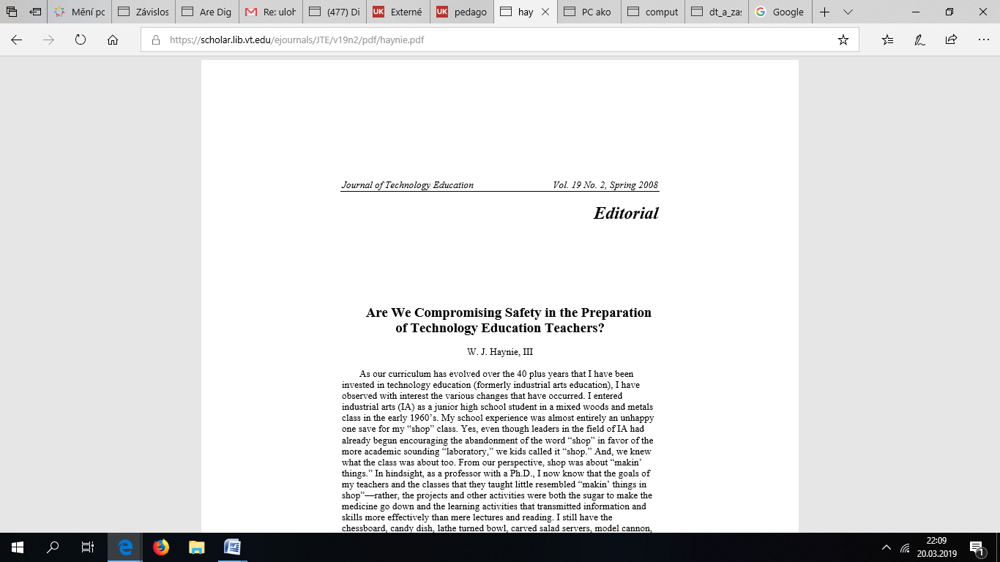 Mění pc
Závislos
Are Dig
Re: uloh
(477) Di
UK Externé
UK pedago
hay
PC ako
comput
dt_a_zas
Google
https://scholar.lib.vt.edu/ejournals/JTE/v19n2/pdf/haynie.pdf
Journal of Technology Education Vol. 19 No. 2, Spring 2008
Editorial
Are We Compromising Safety in the Preparation
of Technology Education Teachers?
W. J. Haynie, III
As our curriculum has evolved over the 40 plus years that I have been
invested in technology education (formerly industrial arts education), I have
observed with interest the various changes that have occurred. I entered
industrial arts (IA) as a junior high school student in a mixed woods and metals
class in the early 1960’s. My school experience was almost entirely an unhappy
one save for my “shop” class. Yes, even though leaders in the field of IA had
already begun encouraging the abandonment of the word “shop” in favor of the
more academic sounding “laboratory,” we kids called it “shop.” And, we knew
what the class was about too. From our perspective, shop was about “makin’
things.” In hindsight, as a professor with a Ph.D., I now know that the goals of
my teachers and the classes that they taught little resembled “makin’ things in
shop”—rather, the projects and other activities were both the sugar to make the
medicine go down and the learning activities that transmitted information and
skills more effectively than mere lectures and reading. I still have the
chessboard, candy dish, lathe turned bowl, carved salad servers, model cannon,
22:09
20.03.2019
1